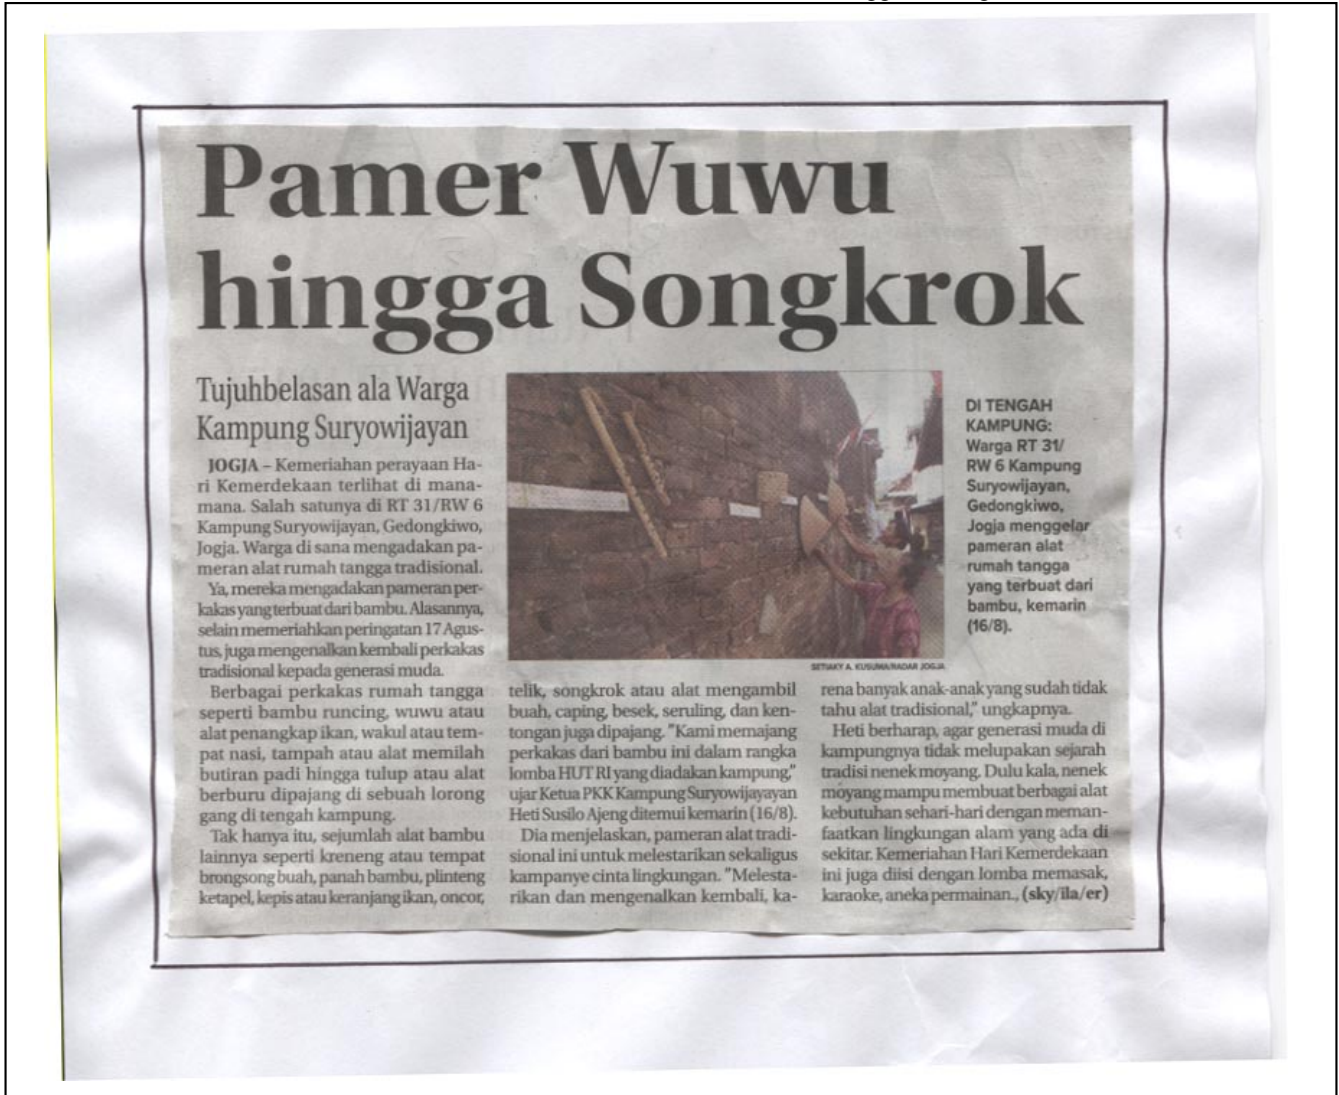 Pamer Wuwu
hingga Songkrok
Tujuhbelasan ala Warga
Kampung Suryowijayan
JOGJA – Kemeriahan perayaan Ha-
ri Kemerdekaan terlihat di mana-
mana. Salah satunya di RT 31/RW 6
Kampung Suryowijayan, Gedongkiwo,
Jogja. Warga di sana mengadakan pa-
meran alat rumah tangga tradisional.
Ya, mereka mengadakan pameran per-
kakas yang terbuat dari bambu. Alasannya,
selain memeriahkan peringatan 17 Agus-
tus, juga mengenalkan kembali perkakas
tradisional kepada generasi muda.
Berbagai perkakas rumah tangga
seperti bambu runcing, wuwu atau
alat penangkap ikan, wakul atau tem-
pat nasi, tampah atau alat memilah
butiran padi hingga tulup atau alat
berburu dipajang di sebuah lorong
gang di tengah kampung.
Tak hanya itu, sejumlah alat bambu
lainnya seperti kreneng atau tempat
brongsong buah, panah bambu, plinteng
ketapel, kepis atau keranjang ikan, oncor,
DI TENGAH
KAMPUNG:
Warga RT 31/
RW 6 Kampung
Suryowijayan,
Gedongkiwo,
Jogja menggelar
pameran alat
rumah tangga
yang terbuat dari
bambu, kemarin
(16/8).
SETIAKY A. KUSUMA/RADAR JOGJA
telik, songkrok atau alat mengambil
buah, caping, besek, seruling, dan ken-
tongan juga dipajang. "Kami memajang
perkakas dari bambu ini dalam rangka
lomba HUT RI yang diadakan kampung,"
ujar Ketua PKK Kampung Suryowijayayan
Heti Susilo Ajeng ditemui kemarin (16/8).
Dia menjelaskan, pameran alat tradi-
sional ini untuk melestarikan sekaligus
kampanye cinta lingkungan. "Melesta-
rikan dan mengenalkan kembali, ka-
rena banyak anak-anak yang sudah tidak
tahu alat tradisional," ungkapnya.
Heti berharap, agar generasi muda di
kampungnya tidak melupakan sejarah
tradisi nenek moyang. Dulu kala, nenek
moyang mampu membuat berbagai alat
kebutuhan sehari-hari dengan meman-
faatkan lingkungan alam yang ada di
sekitar. Kemeriahan Hari Kemerdekaan
ini juga diisi dengan lomba memasak,
karaoke, aneka permainan., (sky/ila/er)